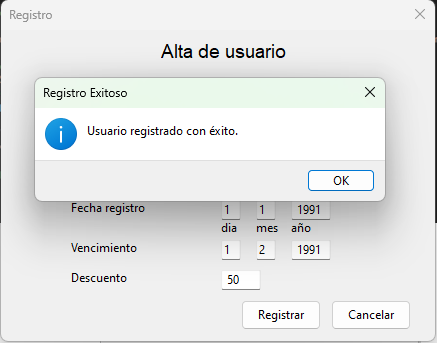 Registro
Alta de usuario
Registro Exitoso
Usuario registrado con éxito.
OK
Fecha registro 1 1 1991
dia mes año
Vencimiento 1 2 1991
Descuento 50
Registrar Cancelar